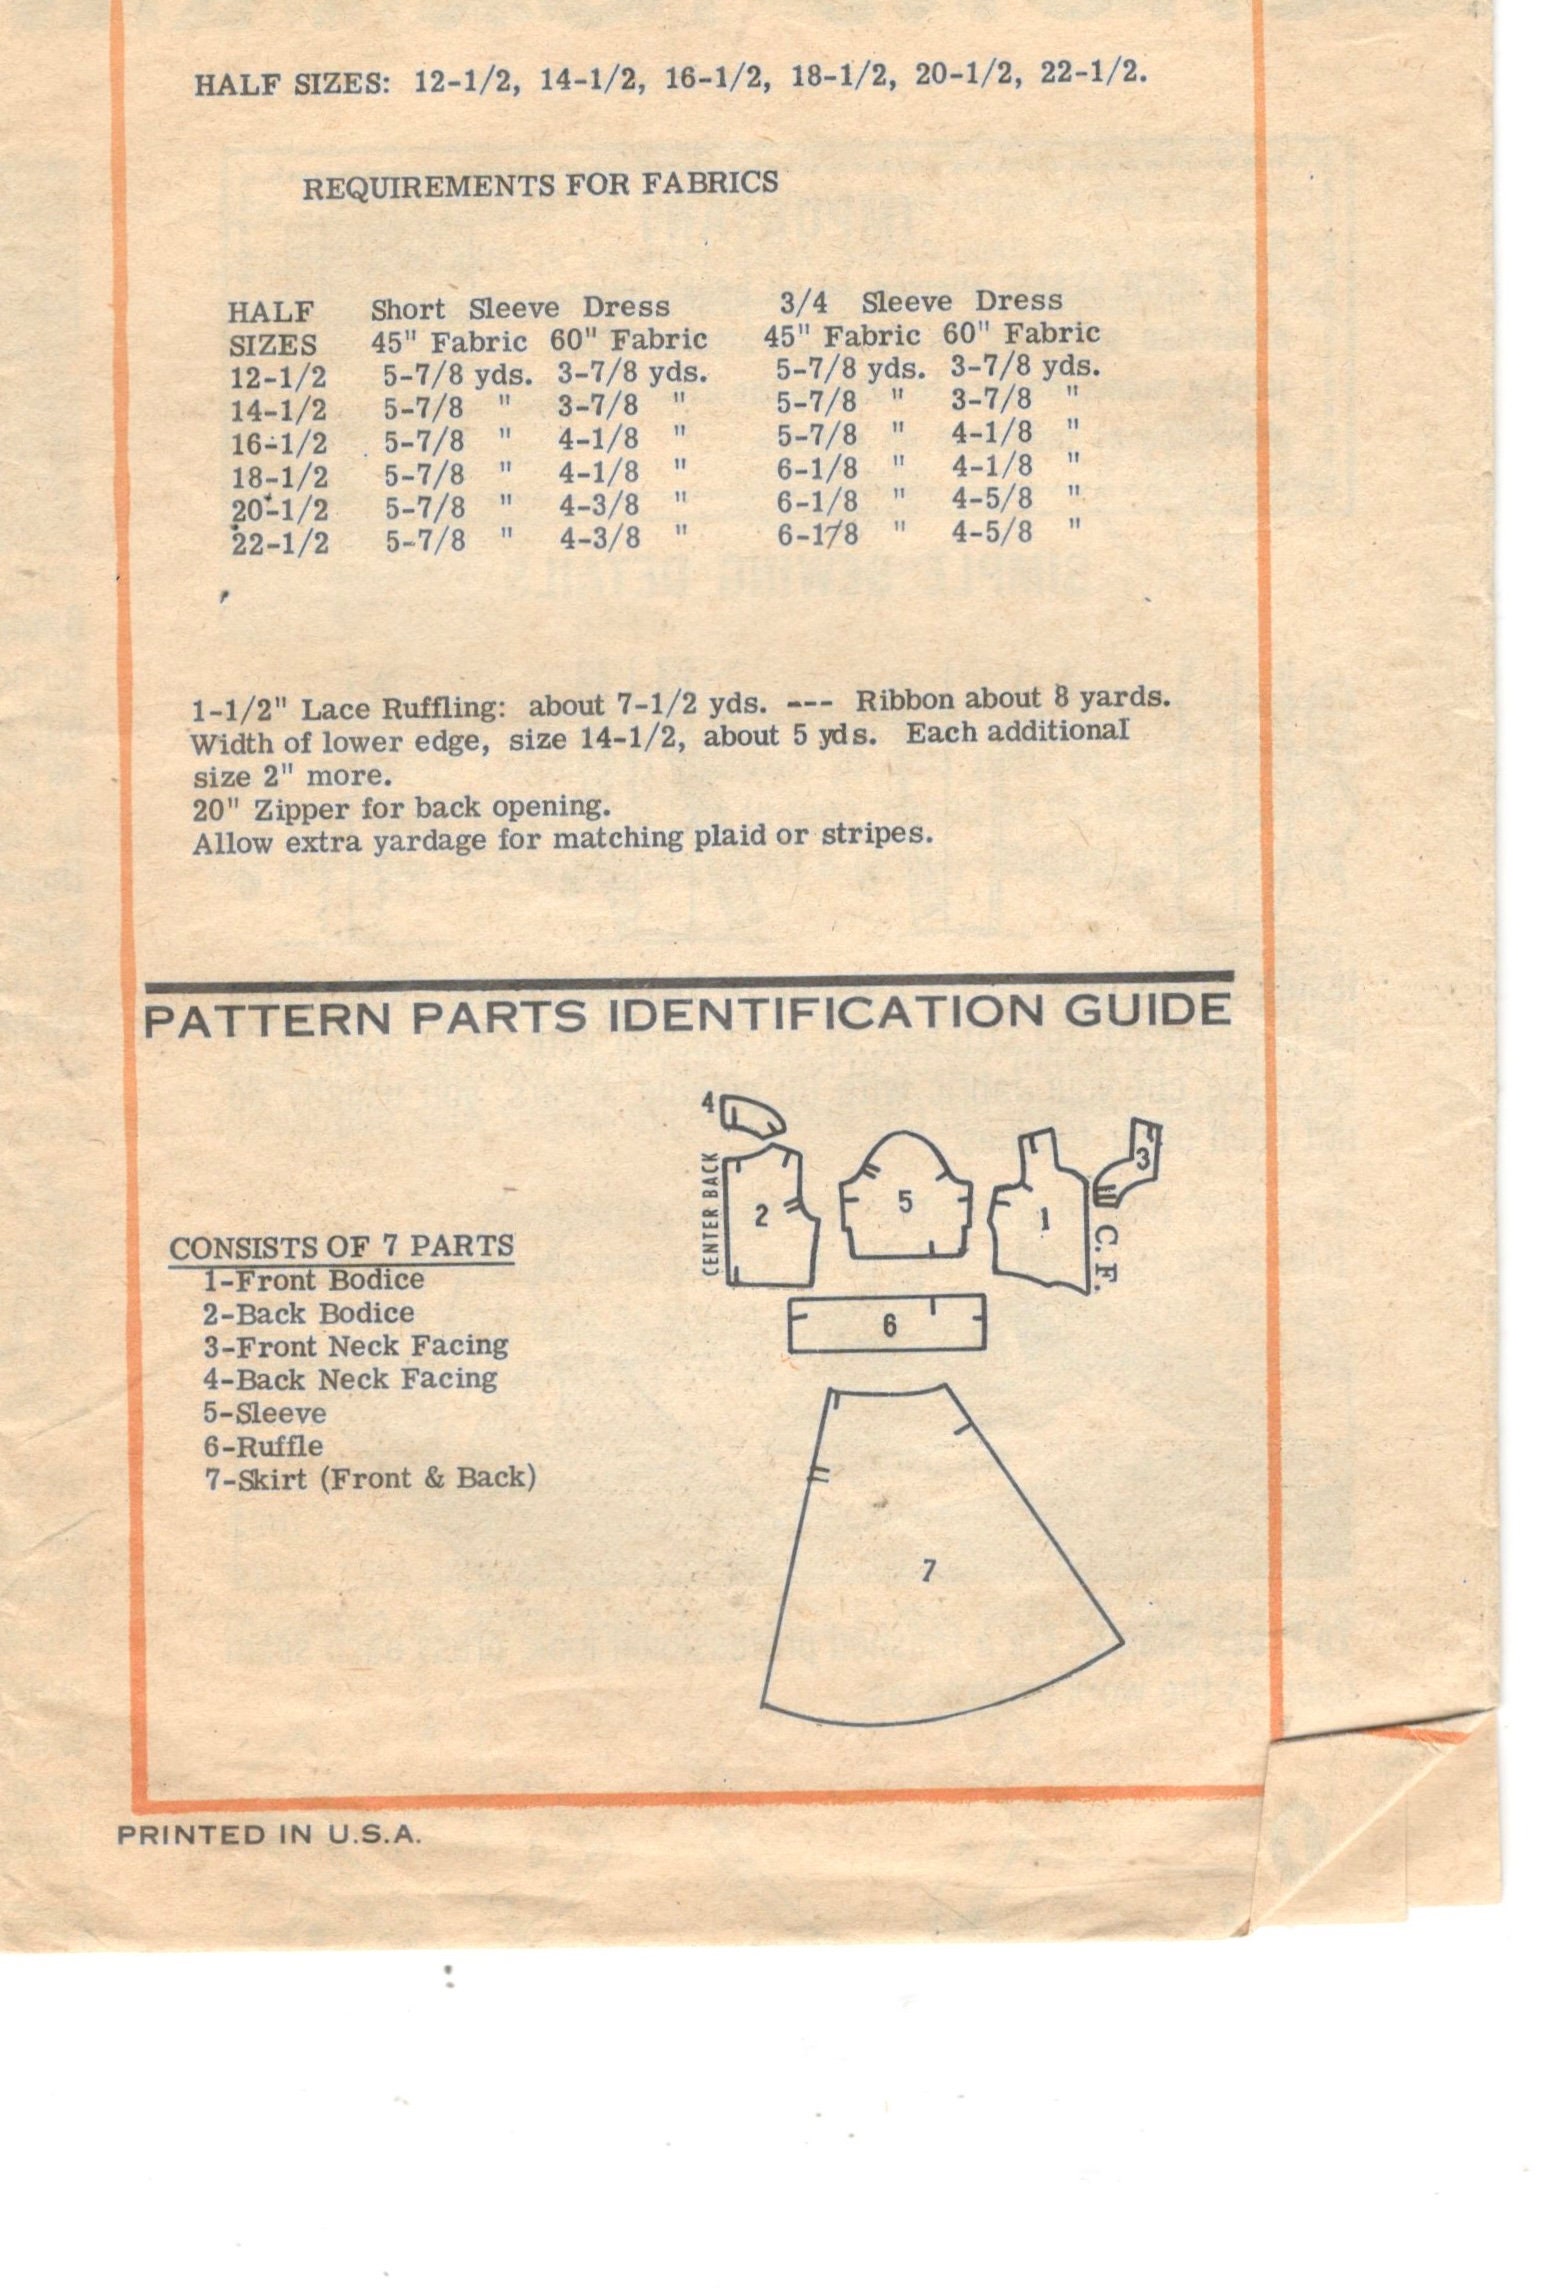 HALF SIZES: 12-1/2, 14-1/2, 16-1/2, 18-1/2, 20-1/2, 22-1/2.
REQUIREMENTS FOR FABRICS
HALF Short Sleeve Dress 3/4 Sleeve Dress
SIZES 45" Fabric 60" Fabric 45" Fabric 60" Fabric
12-1/2 5-7/8 yds. 3-7/8 yds. 5-7/8 yds. 3-7/8 yds.
14-1/2 5-7/8 " 3-7/8 " 5-7/8 " 3-7/8 "
16-1/2 5-7/8 " 4-1/8 " 5-7/8 " 4-1/8 "
18-1/2 5-7/8 " 4-1/8 " 6-1/8 " 4-1/8 "
20-1/2 5-7/8 " 4-3/8 " 6-1/8 " 4-5/8 "
22-1/2 5-7/8 " 4-3/8 " 6-1/8 " 4-5/8 "
1-1/2" Lace Ruffling: about 7-1/2 yds. --- Ribbon about 8 yards.
Width of lower edge, size 14-1/2, about 5 yds. Each additional
size 2" more.
20" Zipper for back opening.
Allow extra yardage for matching plaid or stripes.
PATTERN PARTS IDENTIFICATION GUIDE
CONSISTS OF 7 PARTS
1-Front Bodice
2-Back Bodice
3-Front Neck Facing
4-Back Neck Facing
5-Sleeve
6-Ruffle
7-Skirt (Front & Back)
4
CENTER BACK
2
5
1
3
C.F.
6
7
PRINTED IN U.S.A.